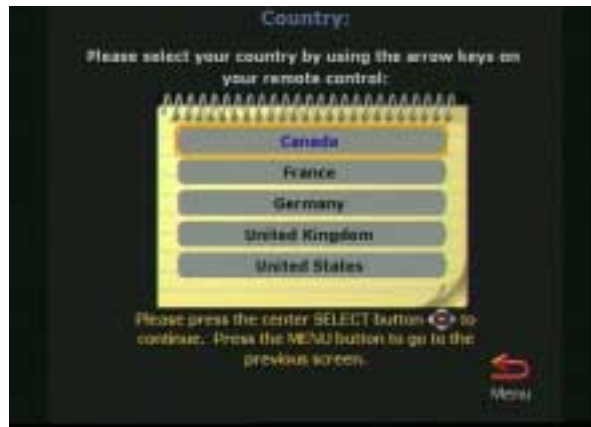 Country:
Please select your country by using the arrow keys on
your remote control:
Canada
France
Germany
United Kingdom
United States
Please press the center SELECT button to
continue. Press the MENU button to go to the
previous screen.
Menu